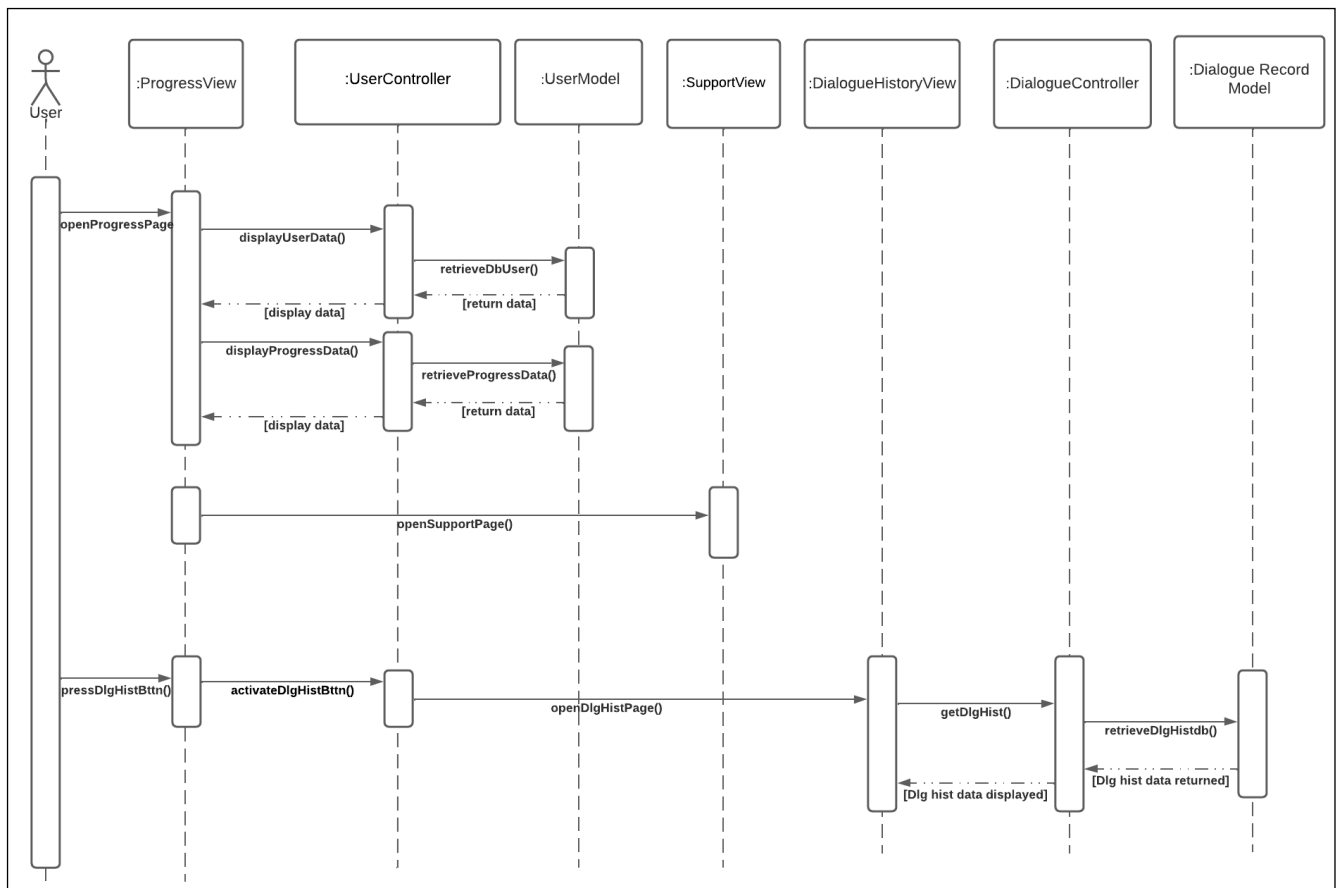 User
:ProgressView
:UserController
:UserModel
:SupportView
:DialogueHistoryView
:DialogueController
:Dialogue Record
Model
openProgressPage
displayUserData()
retrieveDbUser()
[return data]
[display data]
displayProgressData()
retrieveProgressData()
[return data]
[display data]
openSupportPage()
pressDlgHistBttn()
activateDlgHistBttn()
openDlgHistPage()
getDlgHist()
retrieveDlgHistdb()
[Dlg hist data returned]
[Dlg hist data displayed]